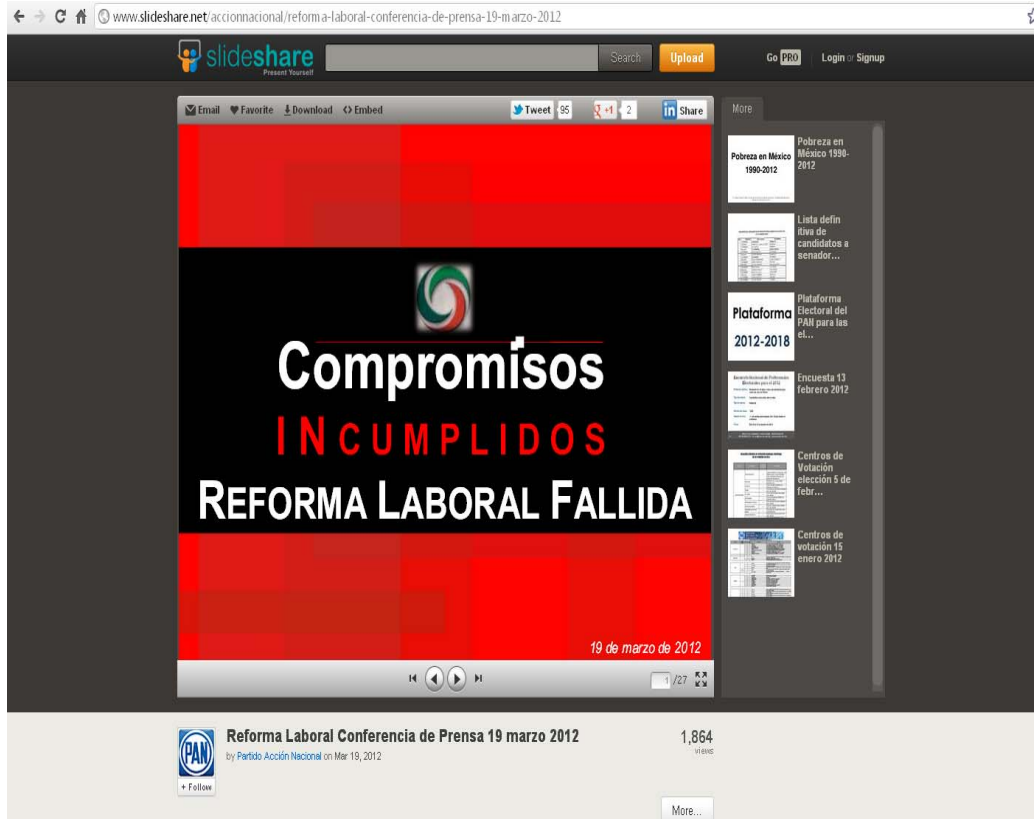 www.slideshare.net/accionnacional/reforma-laboral-conferencia-de-prensa-19-marzo-2012
slideshare
Present Yourself
Search
Upload
Go PRO
Login or Signup
Email Favorite Download Embed
Tweet 95
+1 2
in Share
More
Compromisos
INCUMPLIDOS
REFORMA LABORAL FALLIDA
19 de marzo de 2012
1 /27
Pobreza en México
1990-2012
Pobreza en
México 1990-
2012
Lista defin
itiva de
candidatos a
senador...
Plataforma
2012-2018
Plataforma
Electoral del
PAN para las
el...
Encuesta 13
febrero 2012
Centros de
Votación
elección 5 de
febr...
Centros de
votación 15
enero 2012
PAN
+ Follow
Reforma Laboral Conferencia de Prensa 19 marzo 2012
by Partido Acción Nacional on Mar 19, 2012
1,864
views
More...